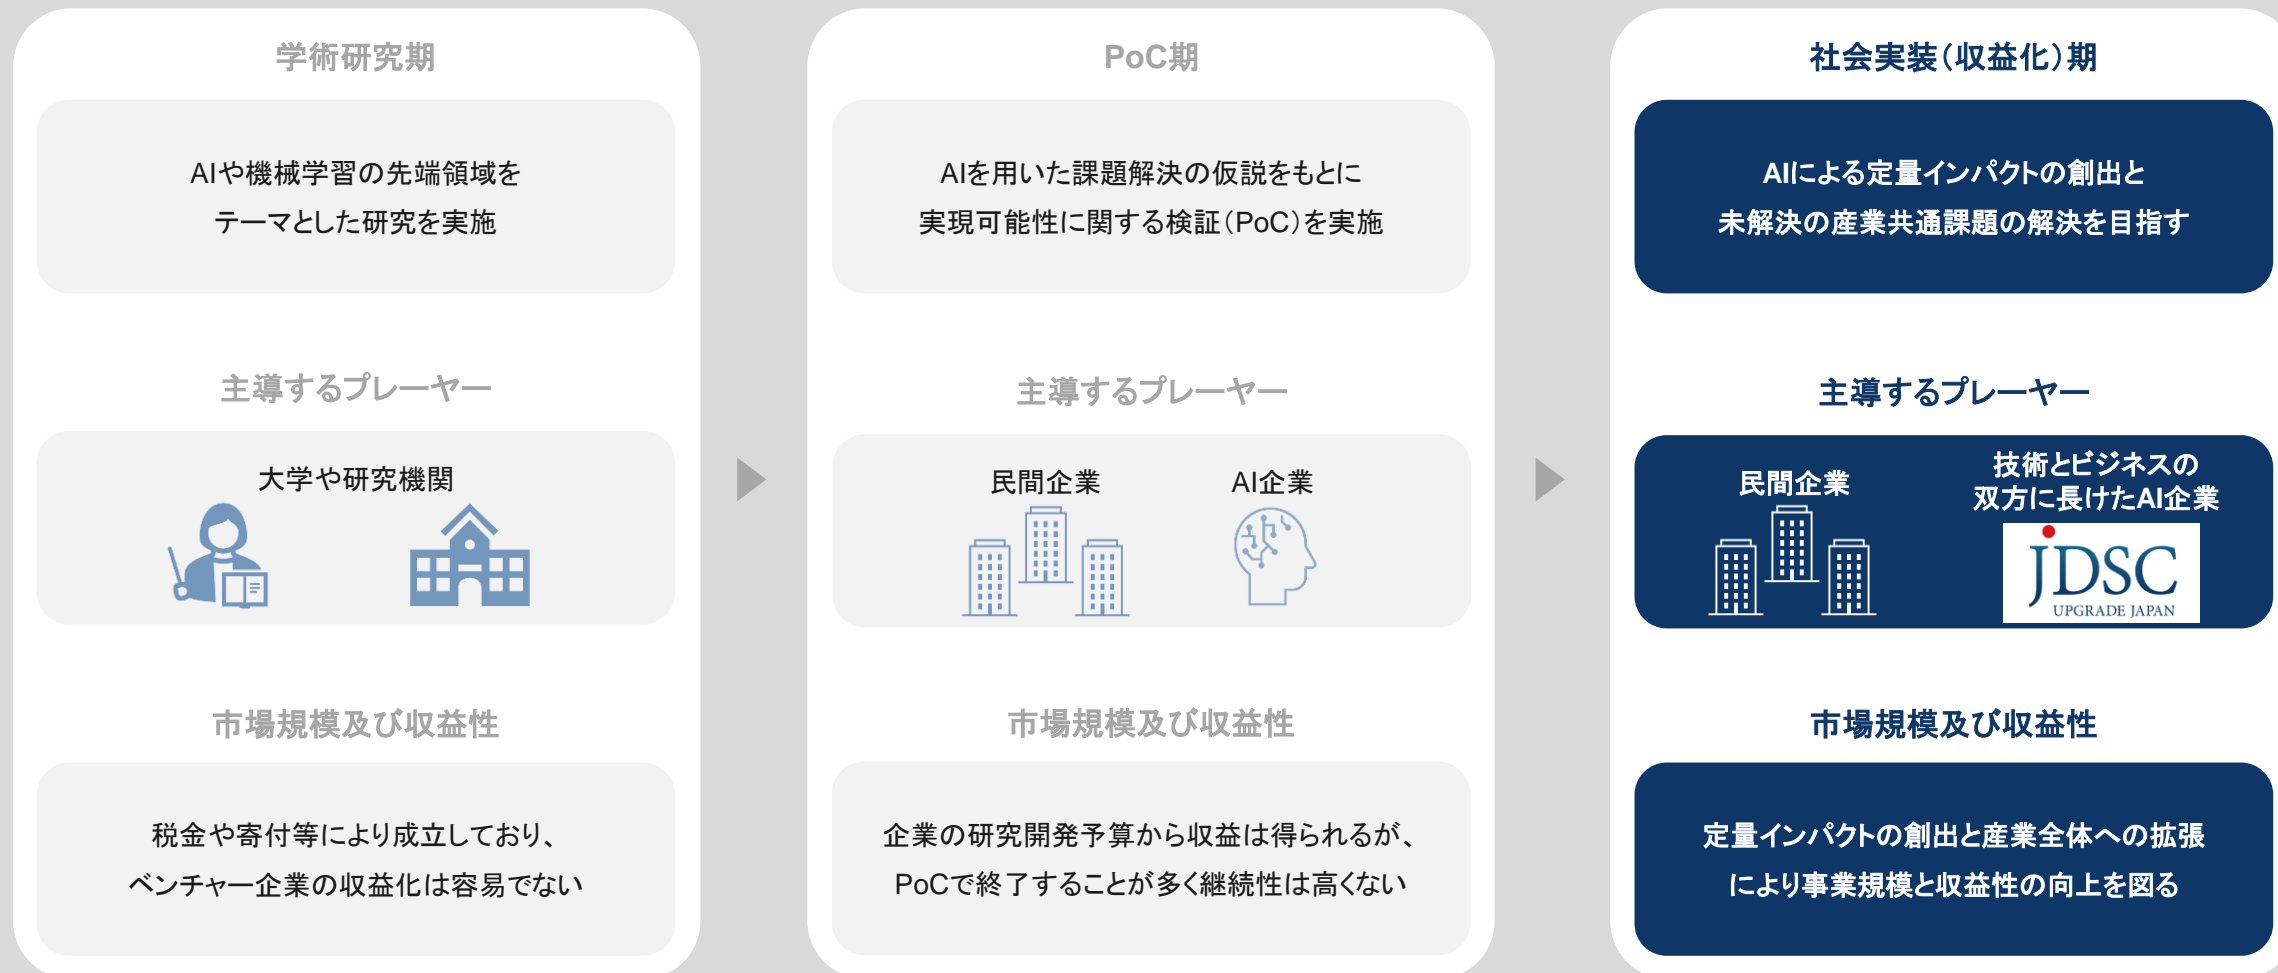 学術研究期
AIや機械学習の先端領域を
テーマとした研究を実施
主導するプレーヤー
大学や研究機関
市場規模及び収益性
税金や寄付等により成立しており、
ベンチャー企業の収益化は容易でない
PoC期
AIを用いた課題解決の仮説をもとに
実現可能性に関する検証（PoC）を実施
主導するプレーヤー
民間企業
AI企業
市場規模及び収益性
企業の研究開発予算から収益は得られるが、
PoCで終了することが多く継続性は高くない
社会実装（収益化）期
AIによる定量インパクトの創出と
未解決の産業共通課題の解決を目指す
主導するプレーヤー
民間企業
技術とビジネスの
双方に長けたAI企業
JDSC
UPGRADE JAPAN
市場規模及び収益性
定量インパクトの創出と産業全体への拡張
により事業規模と収益性の向上を図る